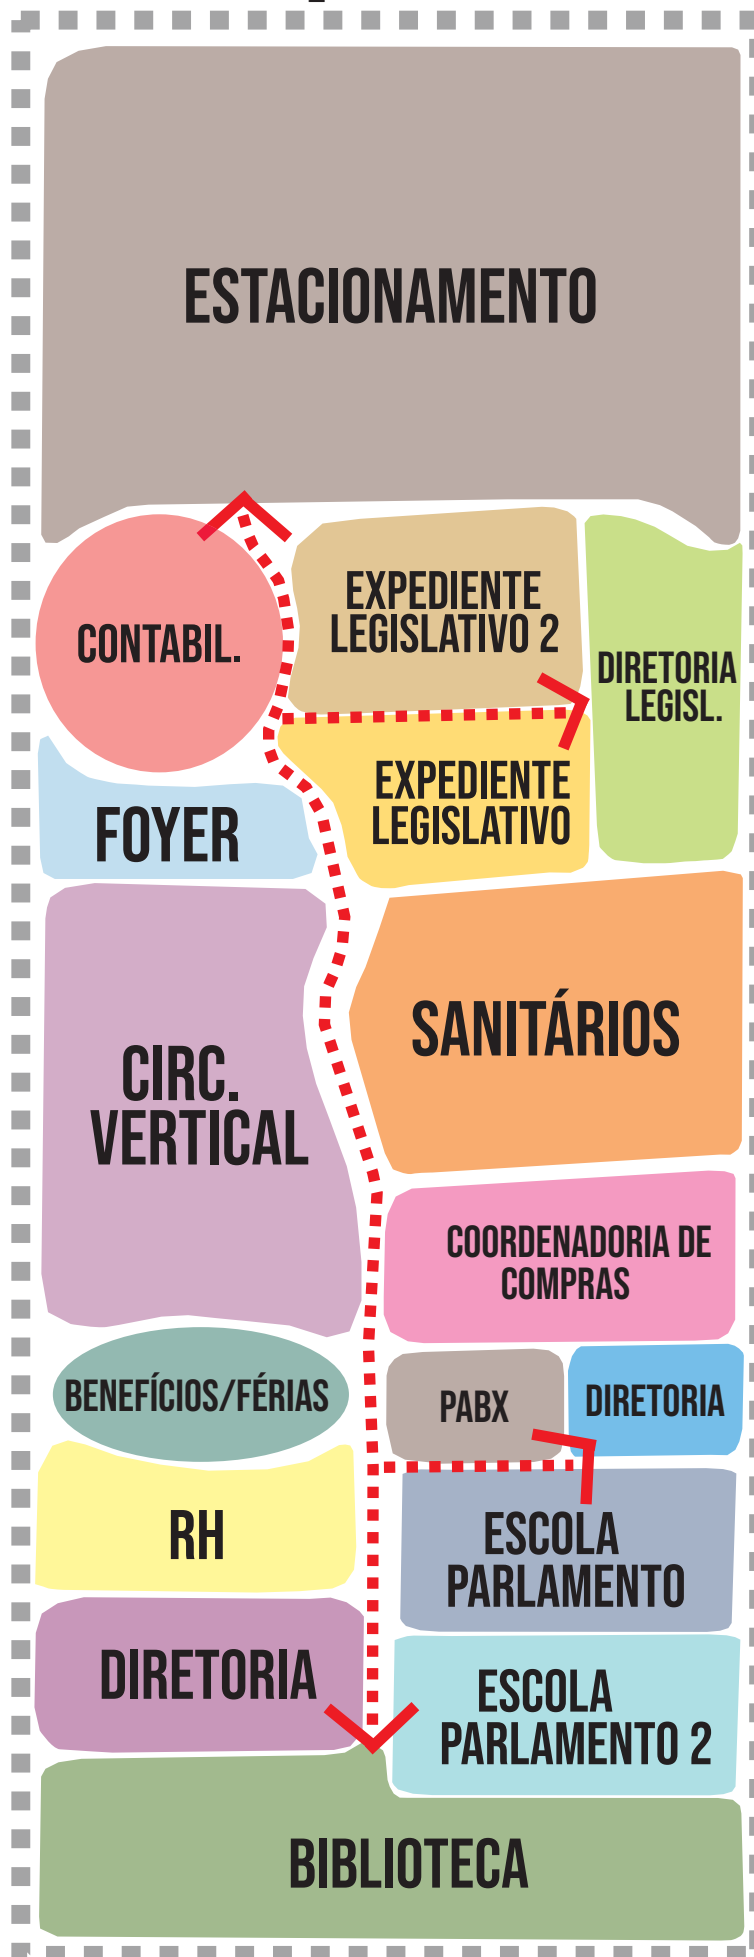 ESTACIONAMENTO
CONTABIL.
EXPEDIENTE
LEGISLATIVO 2
DIRETORIA
LEGISL.
EXPEDIENTE
LEGISLATIVO
FOYER
SANITÁRIOS
CIRC.
VERTICAL
COORDENADORIA DE
COMPRAS
BENEFÍCIOS/FÉRIAS
PABX
DIRETORIA
RH
ESCOLA
PARLAMENTO
DIRETORIA
ESCOLA
PARLAMENTO 2
BIBLIOTECA